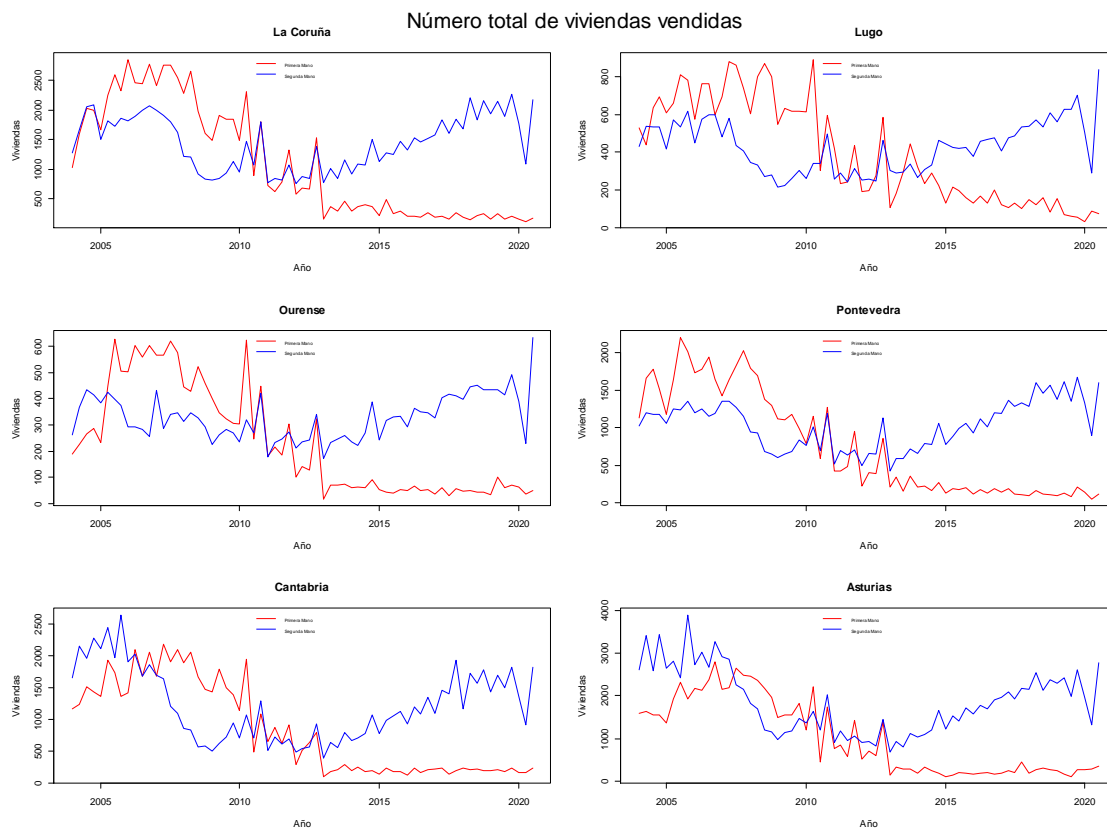 Número total de viviendas vendidas
La Coruña
Viviendas
500 1000 1500 2000 2500
Primera Mano
Segunda Mano
2005 2010 2015 2020
Año
Lugo
Viviendas
0 200 400 600 800
Primera Mano
Segunda Mano
2005 2010 2015 2020
Año
Ourense
Viviendas
0 100 200 300 400 500 600
Primera Mano
Segunda Mano
2005 2010 2015 2020
Año
Pontevedra
Viviendas
0 500 1000 1500 2000
Primera Mano
Segunda Mano
2005 2010 2015 2020
Año
Cantabria
Viviendas
0 500 1000 1500 2000 2500
Primera Mano
Segunda Mano
2005 2010 2015 2020
Año
Asturias
Viviendas
0 1000 2000 3000 4000
Primera Mano
Segunda Mano
2005 2010 2015 2020
Año